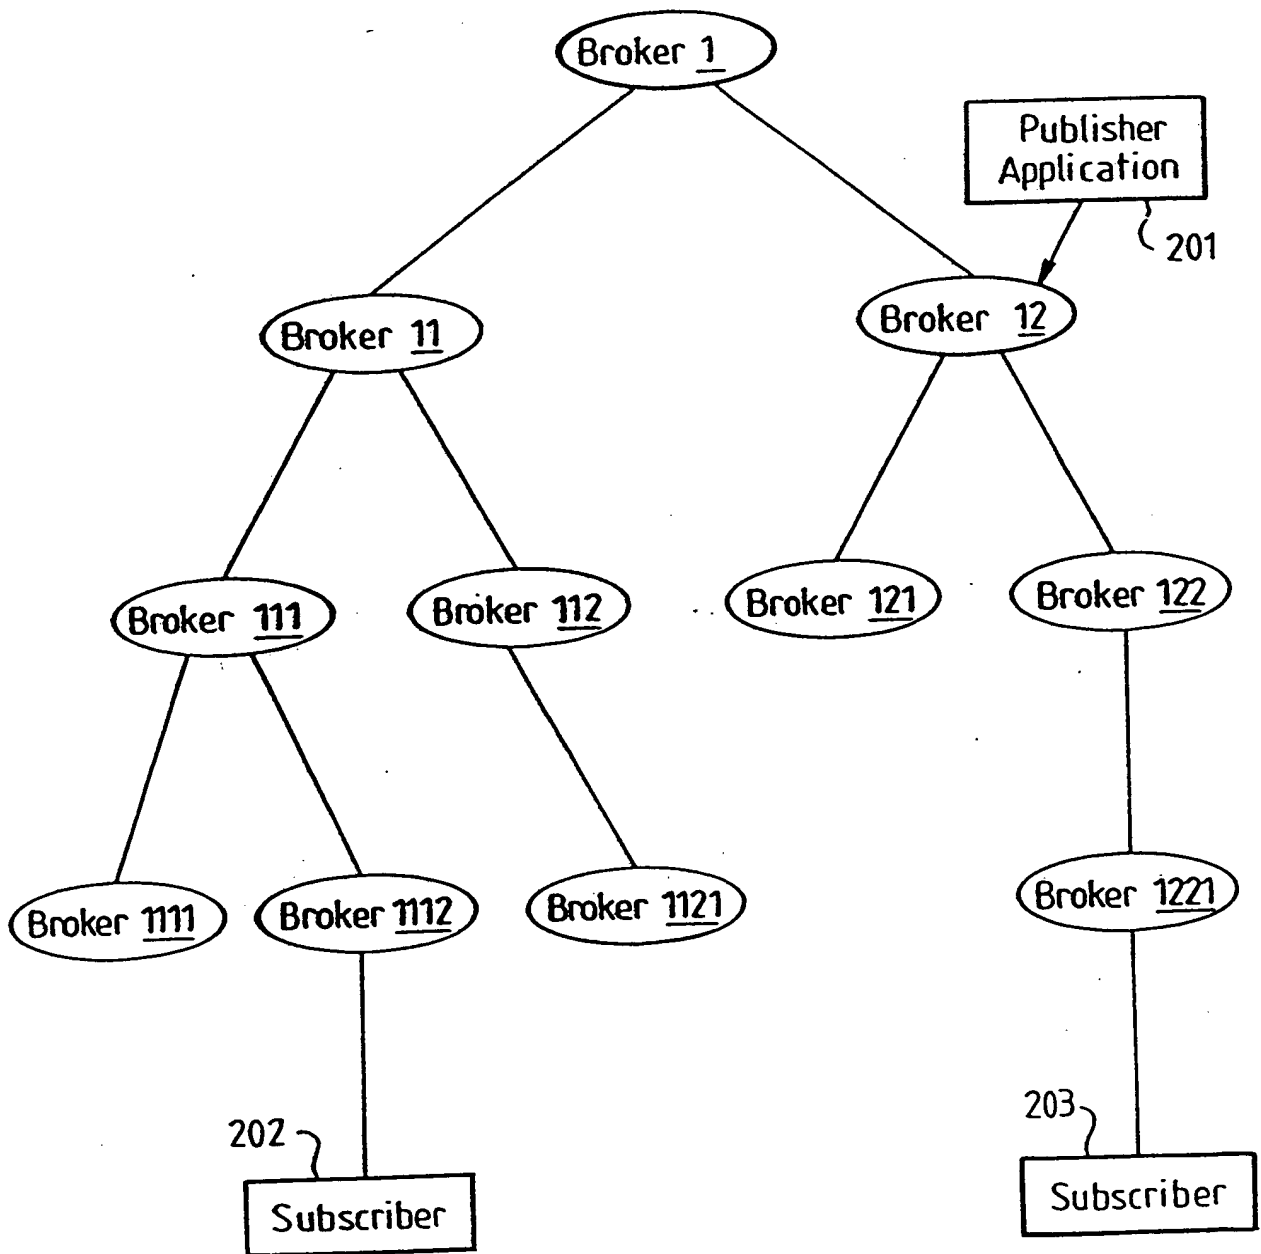 Broker 1
Publisher
Application
201
Broker 11
Broker 12
Broker 111
Broker 112
Broker 121
Broker 122
Broker 1111
Broker 1112
Broker 1121
Broker 1221
202
203
Subscriber
Subscriber